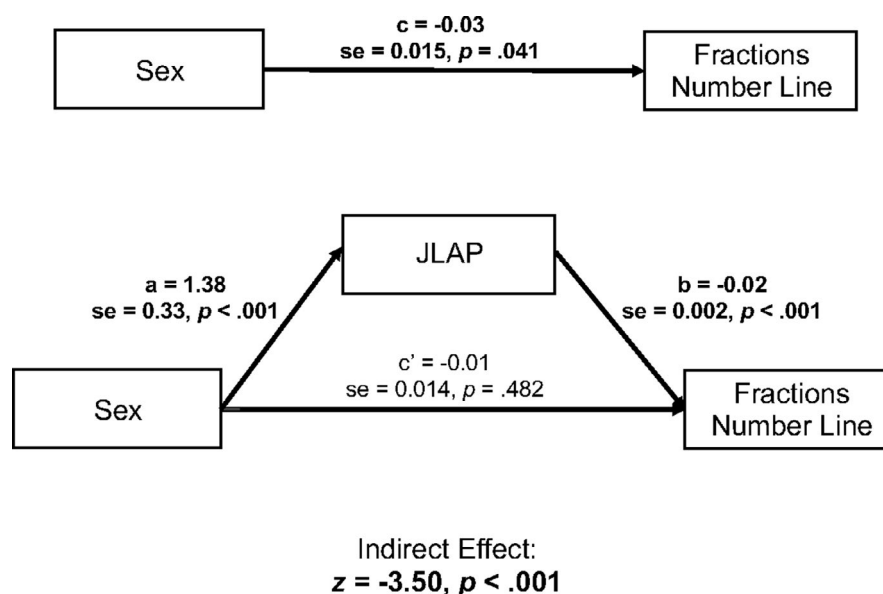 c = -0.03
se = 0.015, p = .041
Sex
Fractions
Number Line
JLAP
a = 1.38
se = 0.33, p < .001
b = -0.02
se = 0.002, p < .001
c' = -0.01
se = 0.014, p = .482
Sex
Fractions
Number Line
Indirect Effect:
z = -3.50, p < .001